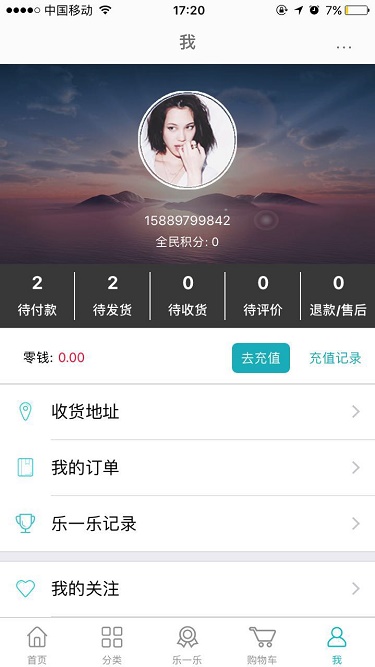 中国移动 17:20 7%
我 ...
15889799842
全民积分: 0
2 2 0 0 0
待付款 待发货 待收货 待评价 退款/售后
零钱: 0.00 去充值 充值记录
收货地址
我的订单
乐一乐记录
我的关注
首页 分类 乐一乐 购物车 我